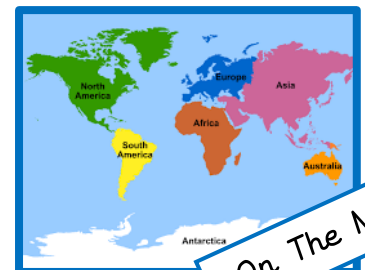 North
America
Europe
Asia
Africa
South
America
Australia
Antarctica
On The